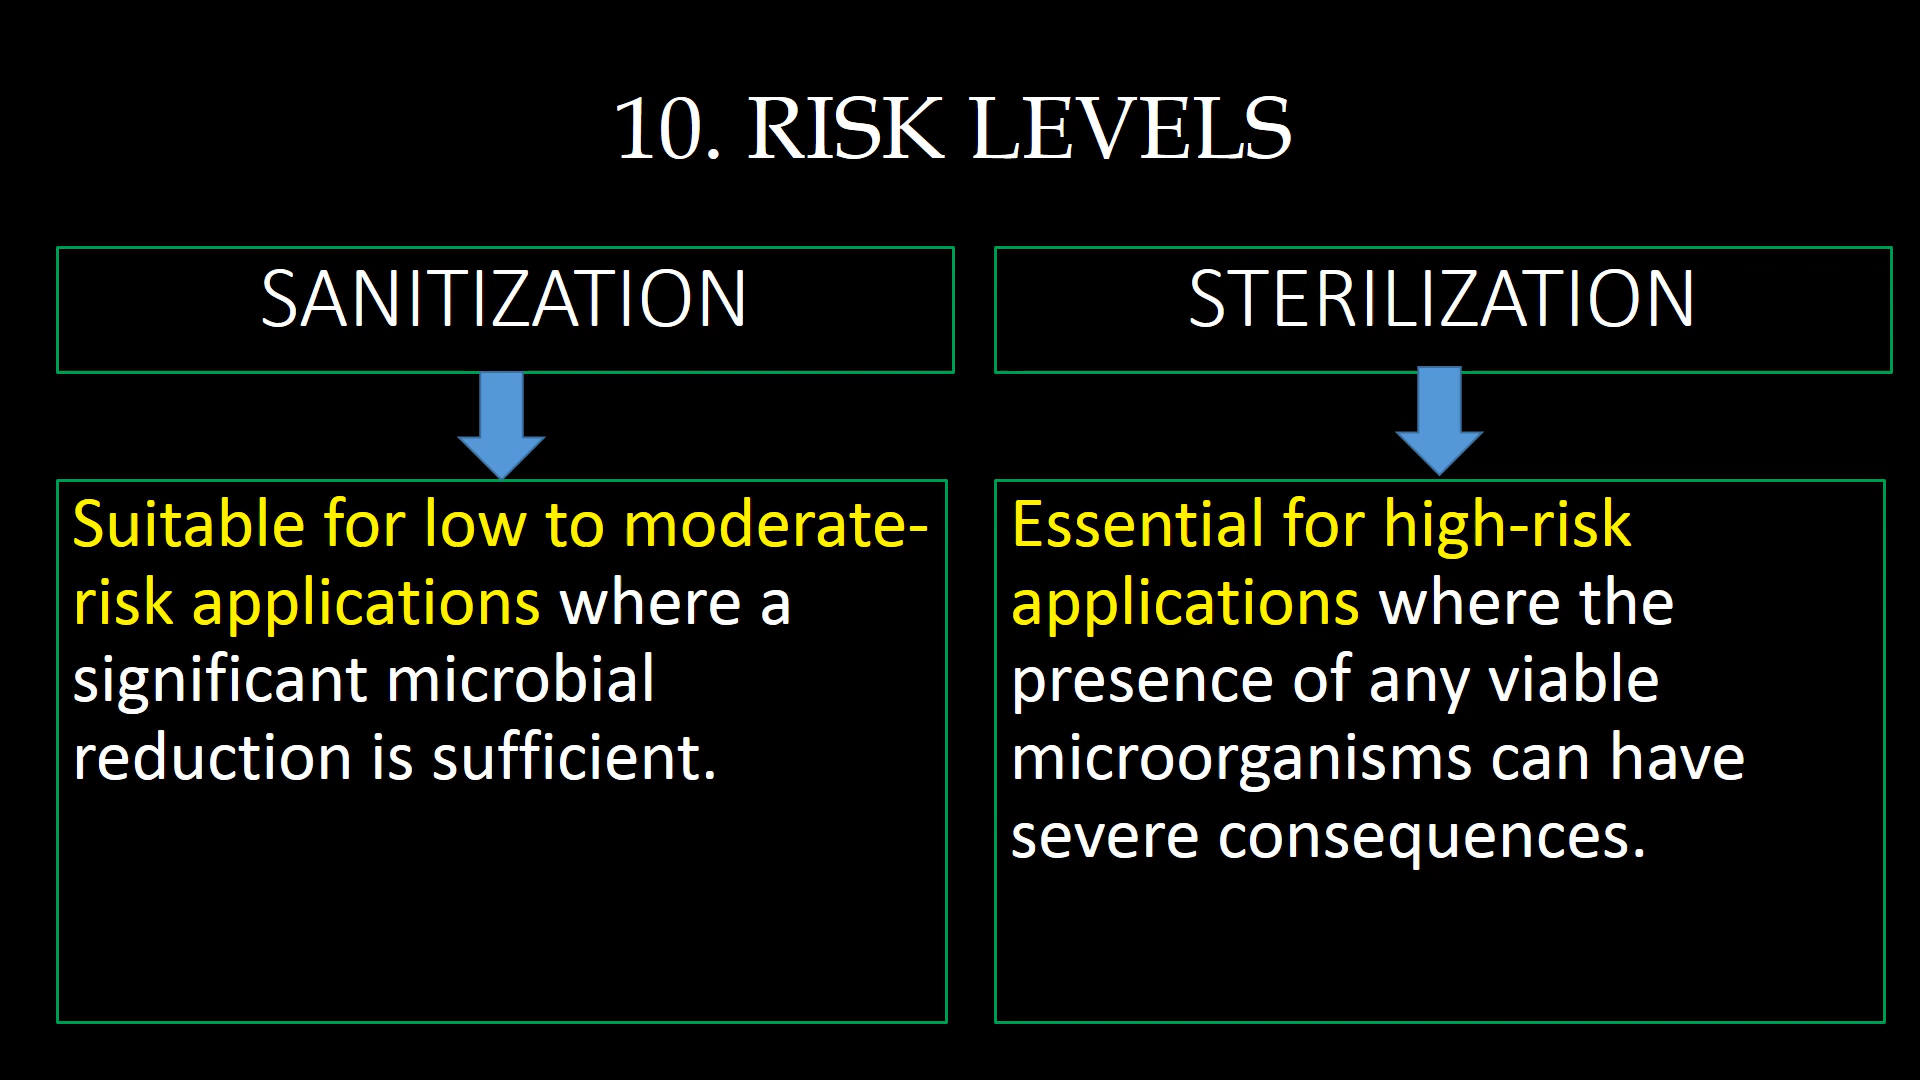 10. RISK LEVELS
SANITIZATION
Suitable for low to moderate-
risk applications where a
significant microbial
reduction is sufficient.
STERILIZATION
Essential for high-risk
applications where the
presence of any viable
microorganisms can have
severe consequences.